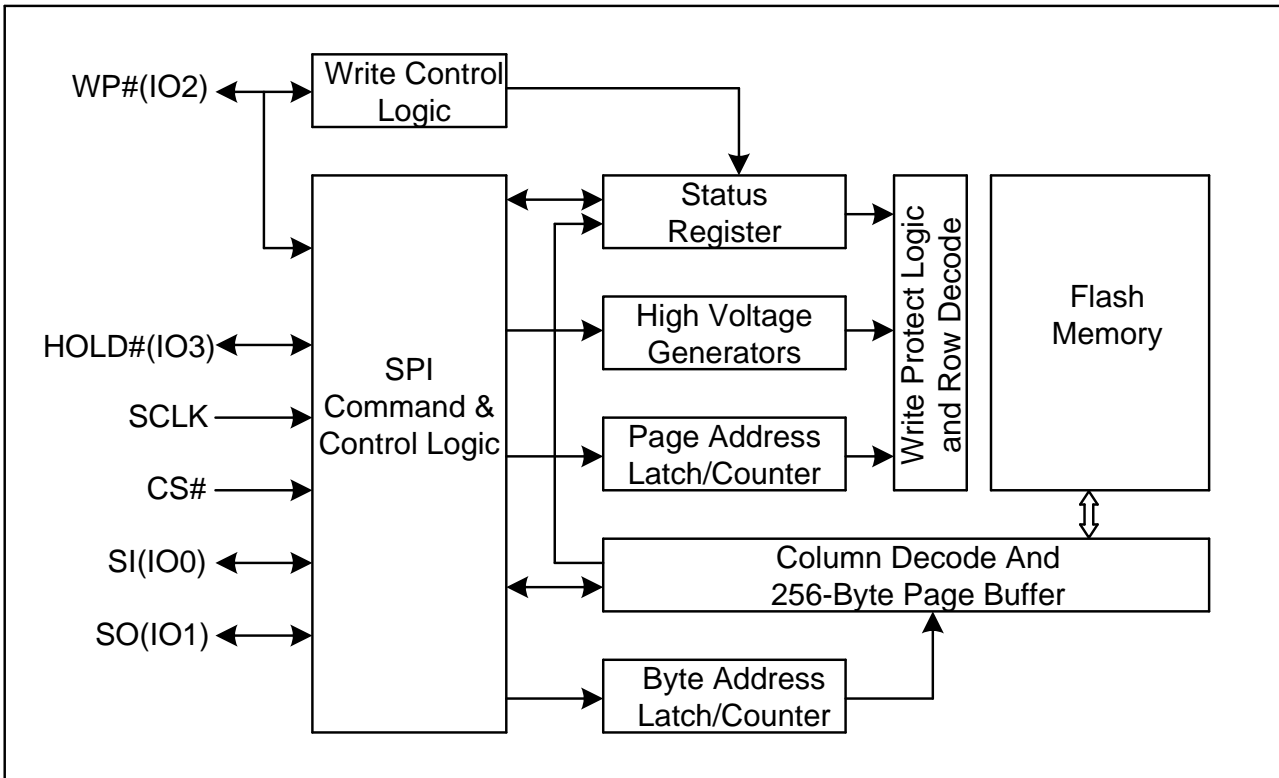 WP#(IO2)
Write Control
Logic
Status
Register
High Voltage
Generators
Page Address
Latch/Counter
Write Protect Logic
and Row Decode
Flash
Memory
HOLD#(IO3)
SCLK
CS#
SI(IO0)
SO(IO1)
SPI
Command &
Control Logic
Column Decode And
256-Byte Page Buffer
Byte Address
Latch/Counter